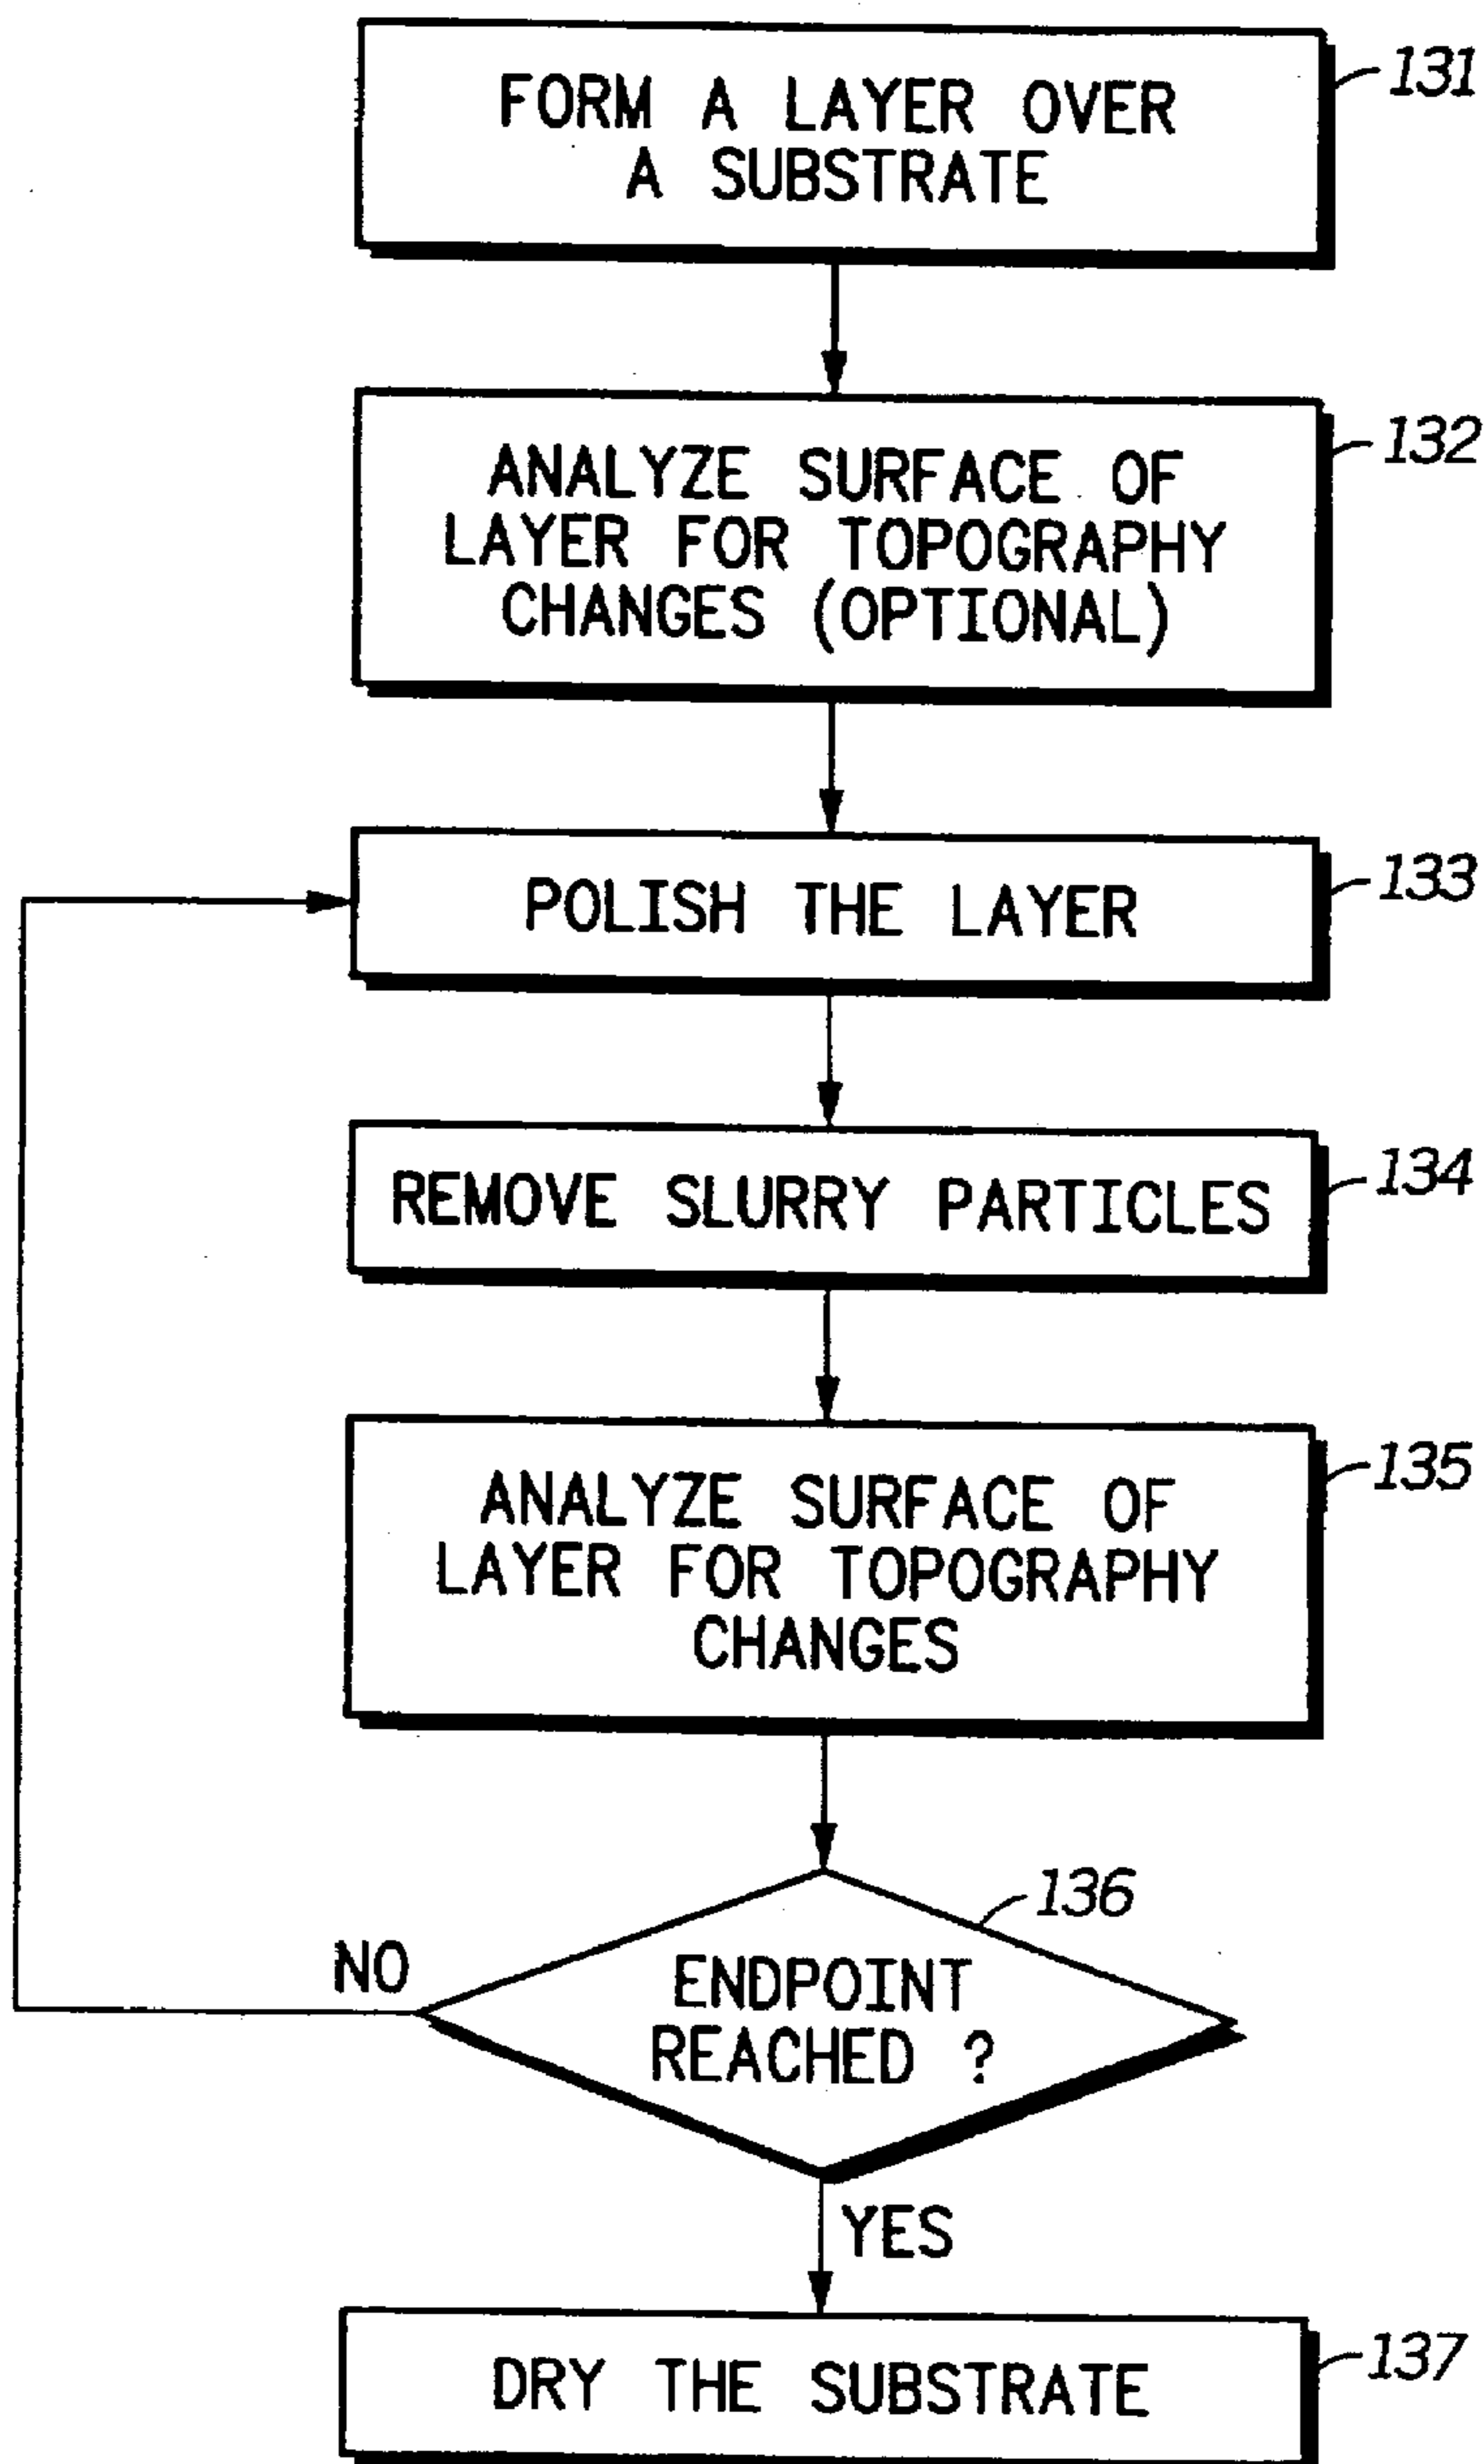 FORM A LAYER OVER
A SUBSTRATE
131
ANALYZE SURFACE OF
LAYER FOR TOPOGRAPHY
CHANGES (OPTIONAL)
132
POLISH THE LAYER
133
REMOVE SLURRY PARTICLES
134
ANALYZE SURFACE OF
LAYER FOR TOPOGRAPHY
CHANGES
135
136
NO
ENDPOINT
REACHED ?
YES
DRY THE SUBSTRATE
137